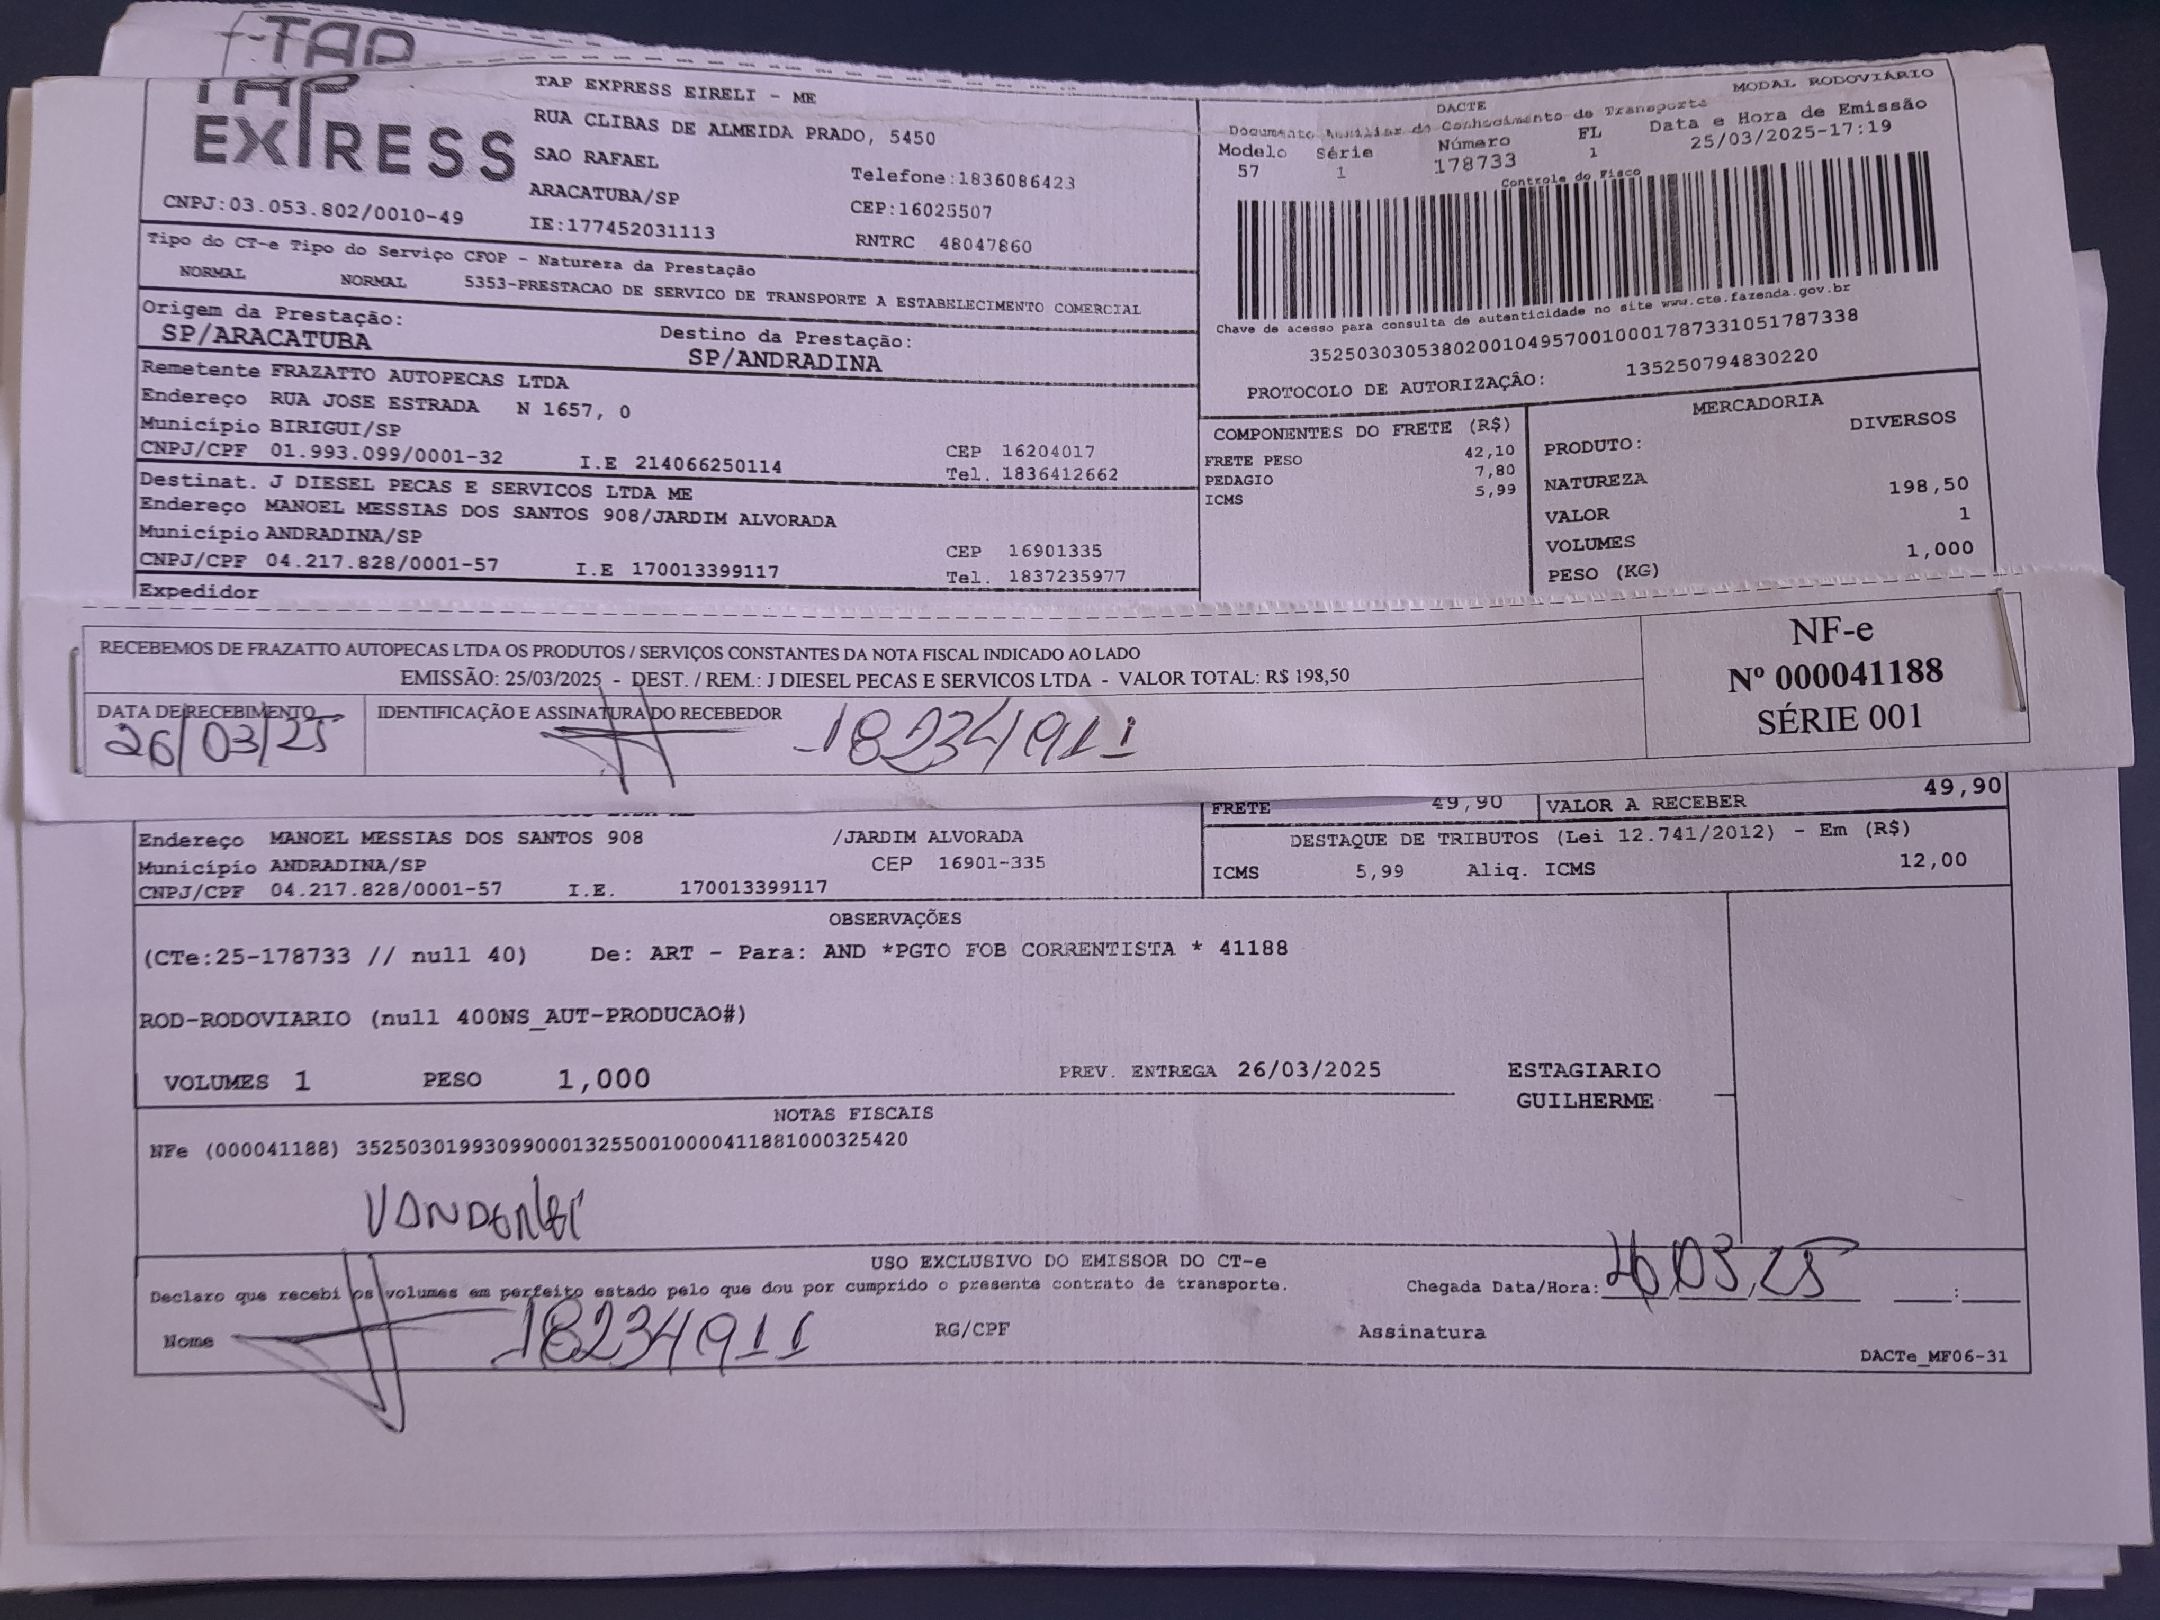 TAP
TAP
EXPRESS
TAP EXPRESS EIRELI - ME
RUA CLIBAS DE ALMEIDA PRADO, 5450
SAO RAFAEL
Telefone:1836086423
ARACATUBA/SP
CEP:16025507
CNPJ:03.053.802/0010-49
IE:177452031113
RNTRC 48047860
MODAL RODOVIÁRIO
DACTE
Documento Auxiliar do Conhecimento de Transporte
Modelo Série Número FL Data e Hora de Emissão
57 1 178733 1 25/03/2025-17:19
Controle do Fisco
Chave de acesso para consulta de autenticidade no site www.cte.fazenda.gov.br
35250303053802001049570010001787331051787338
PROTOCOLO DE AUTORIZAÇÃO: 135250794830220
Tipo do CT-e Tipo do Serviço CFOP - Natureza da Prestação
NORMAL NORMAL 5353-PRESTACAO DE SERVICO DE TRANSPORTE A ESTABELECIMENTO COMERCIAL
Origem da Prestação: Destino da Prestação:
SP/ARACATUBA SP/ANDRADINA
Remetente FRAZATTO AUTOPECAS LTDA
Endereço RUA JOSE ESTRADA N 1657, 0
Município BIRIGUI/SP CEP 16204017
CNPJ/CPF 01.993.099/0001-32 I.E 214066250114 Tel. 1836412662
Destinat. J DIESEL PECAS E SERVICOS LTDA ME
Endereço MANOEL MESSIAS DOS SANTOS 908/JARDIM ALVORADA
Município ANDRADINA/SP CEP 16901335
CNPJ/CPF 04.217.828/0001-57 I.E 170013399117 Tel. 1837235977
Expedidor
COMPONENTES DO FRETE (R$)
FRETE PESO 42,10
PEDAGIO 7,80
ICMS 5,99
MERCADORIA
PRODUTO: DIVERSOS
NATUREZA
VALOR 198,50
VOLUMES 1
PESO (KG) 1,000
RECEBEMOS DE FRAZATTO AUTOPECAS LTDA OS PRODUTOS / SERVIÇOS CONSTANTES DA NOTA FISCAL INDICADO AO LADO
EMISSÃO: 25/03/2025 - DEST. / REM.: J DIESEL PECAS E SERVICOS LTDA - VALOR TOTAL: R$ 198,50
DATA DE RECEBIMENTO IDENTIFICAÇÃO E ASSINATURA DO RECEBEDOR
26/03/25 18234911
NF-e
Nº 000041188
SÉRIE 001
FRETE 49,90 VALOR A RECEBER 49,90
Endereço MANOEL MESSIAS DOS SANTOS 908 /JARDIM ALVORADA
Município ANDRADINA/SP CEP 16901-335
CNPJ/CPF 04.217.828/0001-57 I.E. 170013399117
DESTAQUE DE TRIBUTOS (Lei 12.741/2012) - Em (R$)
ICMS 5,99 Aliq. ICMS 12,00
OBSERVAÇÕES
(CTe:25-178733 // null 40) De: ART - Para: AND *PGTO FOB CORRENTISTA * 41188
ROD-RODOVIARIO (null 400NS_AUT-PRODUCAO#)
VOLUMES 1 PESO 1,000 PREV. ENTREGA 26/03/2025 ESTAGIARIO
GUILHERME
NOTAS FISCAIS
NFe (000041188) 35250301993099000132550010000411881000325420
VANDERLEI
USO EXCLUSIVO DO EMISSOR DO CT-e
Declaro que recebi os volumes em perfeito estado pelo que dou por cumprido o presente contrato de transporte. Chegada Data/Hora: 26/03/25 :
Nome 18234911 RG/CPF Assinatura
DACTe_MF06-31